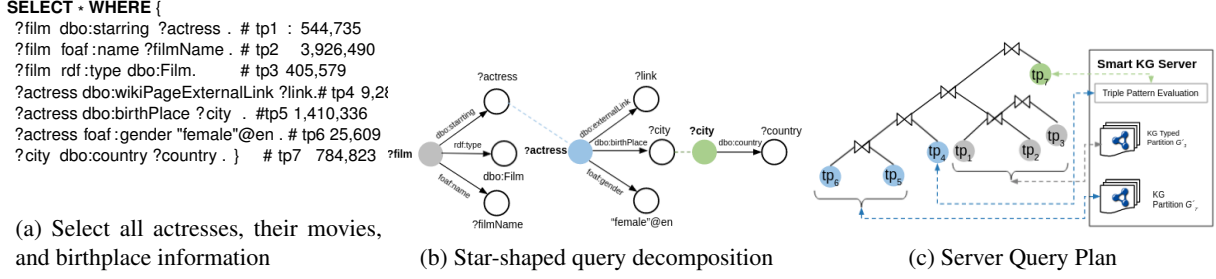 SELECT * WHERE {
?film dbo:starring ?actress . # tp1 : 544,735
?film foaf:name ?filmName . # tp2 3,926,490
?film rdf:type dbo:Film. # tp3 405,579
?actress dbo:wikiPageExternalLink ?link.# tp4 9,28
?actress dbo:birthPlace ?city . #tp5 1,410,336
?actress foaf:gender "female"@en . # tp6 25,609
?city dbo:country ?country . } # tp7 784,823
(a) Select all actresses, their movies,
and birthplace information
?actress
?link
dbo:starring
dbo:externalLink
?city
?city
?country
?film
rdf:type
?actress
dbo:birthPlace
dbo:country
dbo:Film
foaf:name
foaf:gender
?filmName
"female"@en
(b) Star-shaped query decomposition
Smart KG Server
tp7
Triple Pattern Evaluation
tp4
tp1
tp2
tp3
KG Typed
Partition G't
tp6
tp5
KG
Partition G'r
(c) Server Query Plan